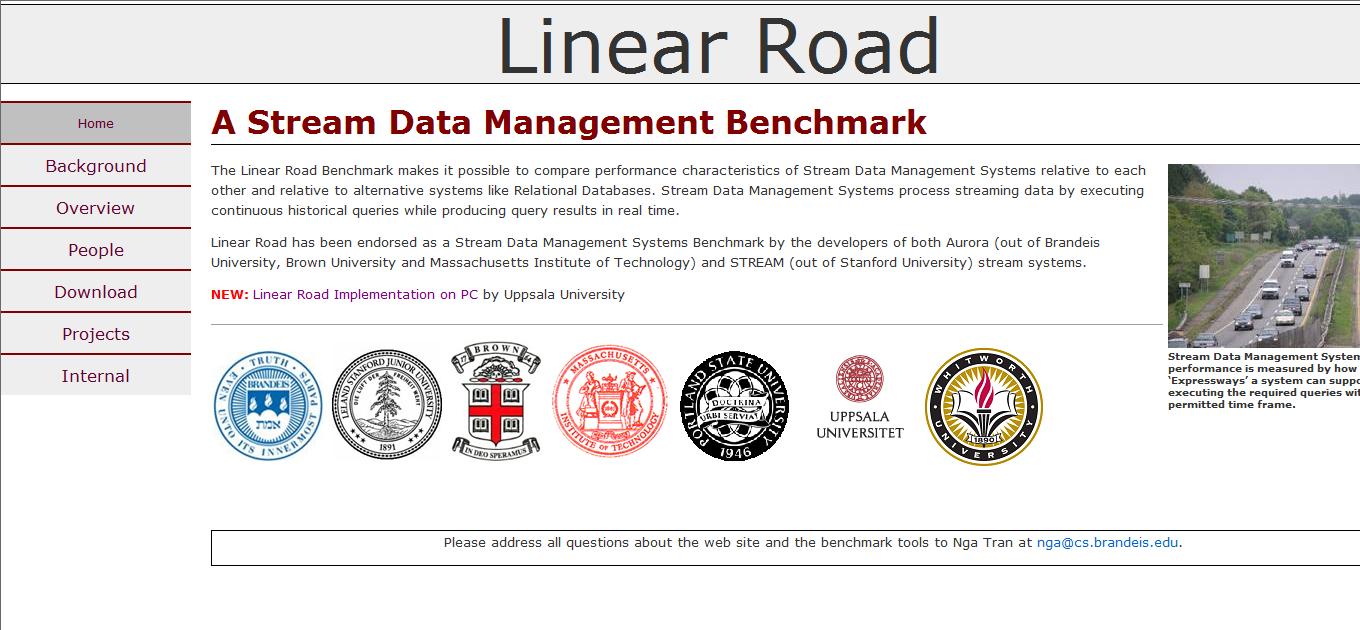 Linear Road
Home
Background
Overview
People
Download
Projects
Internal
A Stream Data Management Benchmark
The Linear Road Benchmark makes it possible to compare performance characteristics of Stream Data Management Systems relative to each
other and relative to alternative systems like Relational Databases. Stream Data Management Systems process streaming data by executing
continuous historical queries while producing query results in real time.
Linear Road has been endorsed as a Stream Data Management Systems Benchmark by the developers of both Aurora (out of Brandeis
University, Brown University and Massachusetts Institute of Technology) and STREAM (out of Stanford University) stream systems.
NEW: Linear Road Implementation on PC by Uppsala University
Stream Data Management System
performance is measured by how
'Expressways' a system can suppo
executing the required queries wit
permitted time frame.
TRUTH EVEN UNTO ITS INNERMOST PARTS
BRANDEIS
אמת
LELAND STANFORD JUNIOR UNIVERSITY
DIE LUFT DER FREIHEIT WEHT
1891
BROWN
17 64
IN DEO SPERAMUS
MASSACHUSETTS
INSTITUTE OF TECHNOLOGY
PORTLAND STATE UNIVERSITY
DOCTRINA
URBI SERVIAT
1946
UPPSALA
UNIVERSITET
WHITWORTH
1890
UNIVERSITY
Please address all questions about the web site and the benchmark tools to Nga Tran at nga@cs.brandeis.edu.